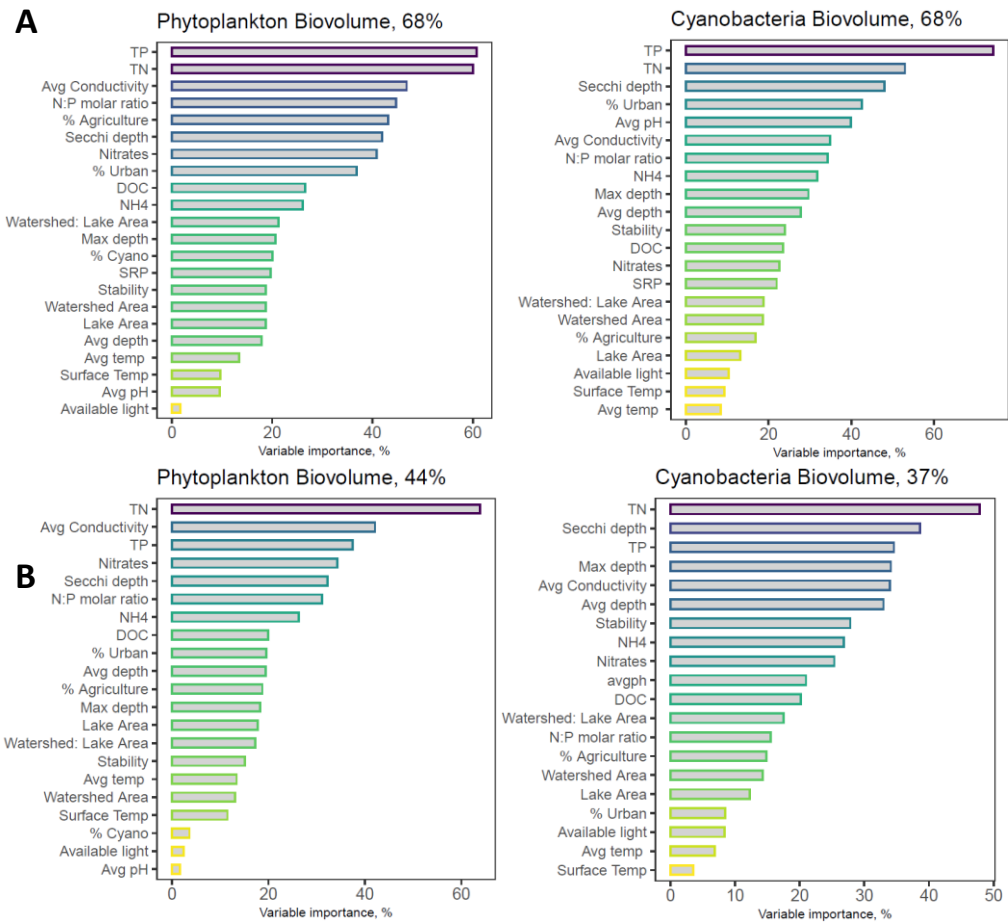 A
Phytoplankton Biovolume, 68%
TP
TN
Avg Conductivity
N:P molar ratio
% Agriculture
Secchi depth
Nitrates
% Urban
DOC
NH4
Watershed: Lake Area
Max depth
% Cyano
SRP
Stability
Watershed Area
Lake Area
Avg depth
Avg temp
Surface Temp
Avg pH
Available light
0 20 40 60
Variable importance, %
Cyanobacteria Biovolume, 68%
TP
TN
Secchi depth
% Urban
Avg pH
Avg Conductivity
N:P molar ratio
NH4
Max depth
Avg depth
Stability
DOC
Nitrates
SRP
Watershed: Lake Area
Watershed Area
% Agriculture
Lake Area
Available light
Surface Temp
Avg temp
0 20 40 60
Variable importance, %
B
Phytoplankton Biovolume, 44%
TN
Avg Conductivity
TP
Nitrates
Secchi depth
N:P molar ratio
NH4
DOC
% Urban
Avg depth
% Agriculture
Max depth
Lake Area
Watershed: Lake Area
Stability
Avg temp
Watershed Area
Surface Temp
% Cyano
Available light
Avg pH
0 20 40 60
Variable importance, %
Cyanobacteria Biovolume, 37%
TN
Secchi depth
TP
Max depth
Avg Conductivity
Avg depth
Stability
NH4
Nitrates
avgph
DOC
Watershed: Lake Area
N:P molar ratio
% Agriculture
Watershed Area
Lake Area
% Urban
Available light
Avg temp
Surface Temp
0 10 20 30 40 50
Variable importance, %